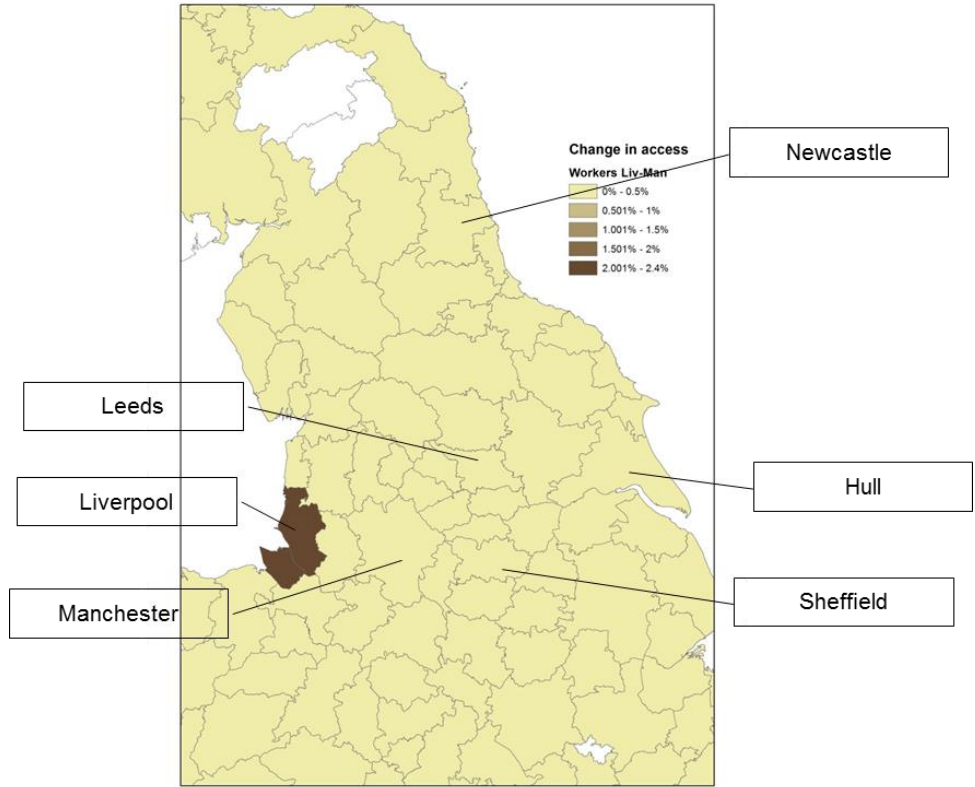 Change in access
Workers Liv-Man
0% - 0.5%
0.501% - 1%
1.001% - 1.5%
1.501% - 2%
2.001% - 2.4%
Newcastle
Leeds
Liverpool
Hull
Manchester
Sheffield